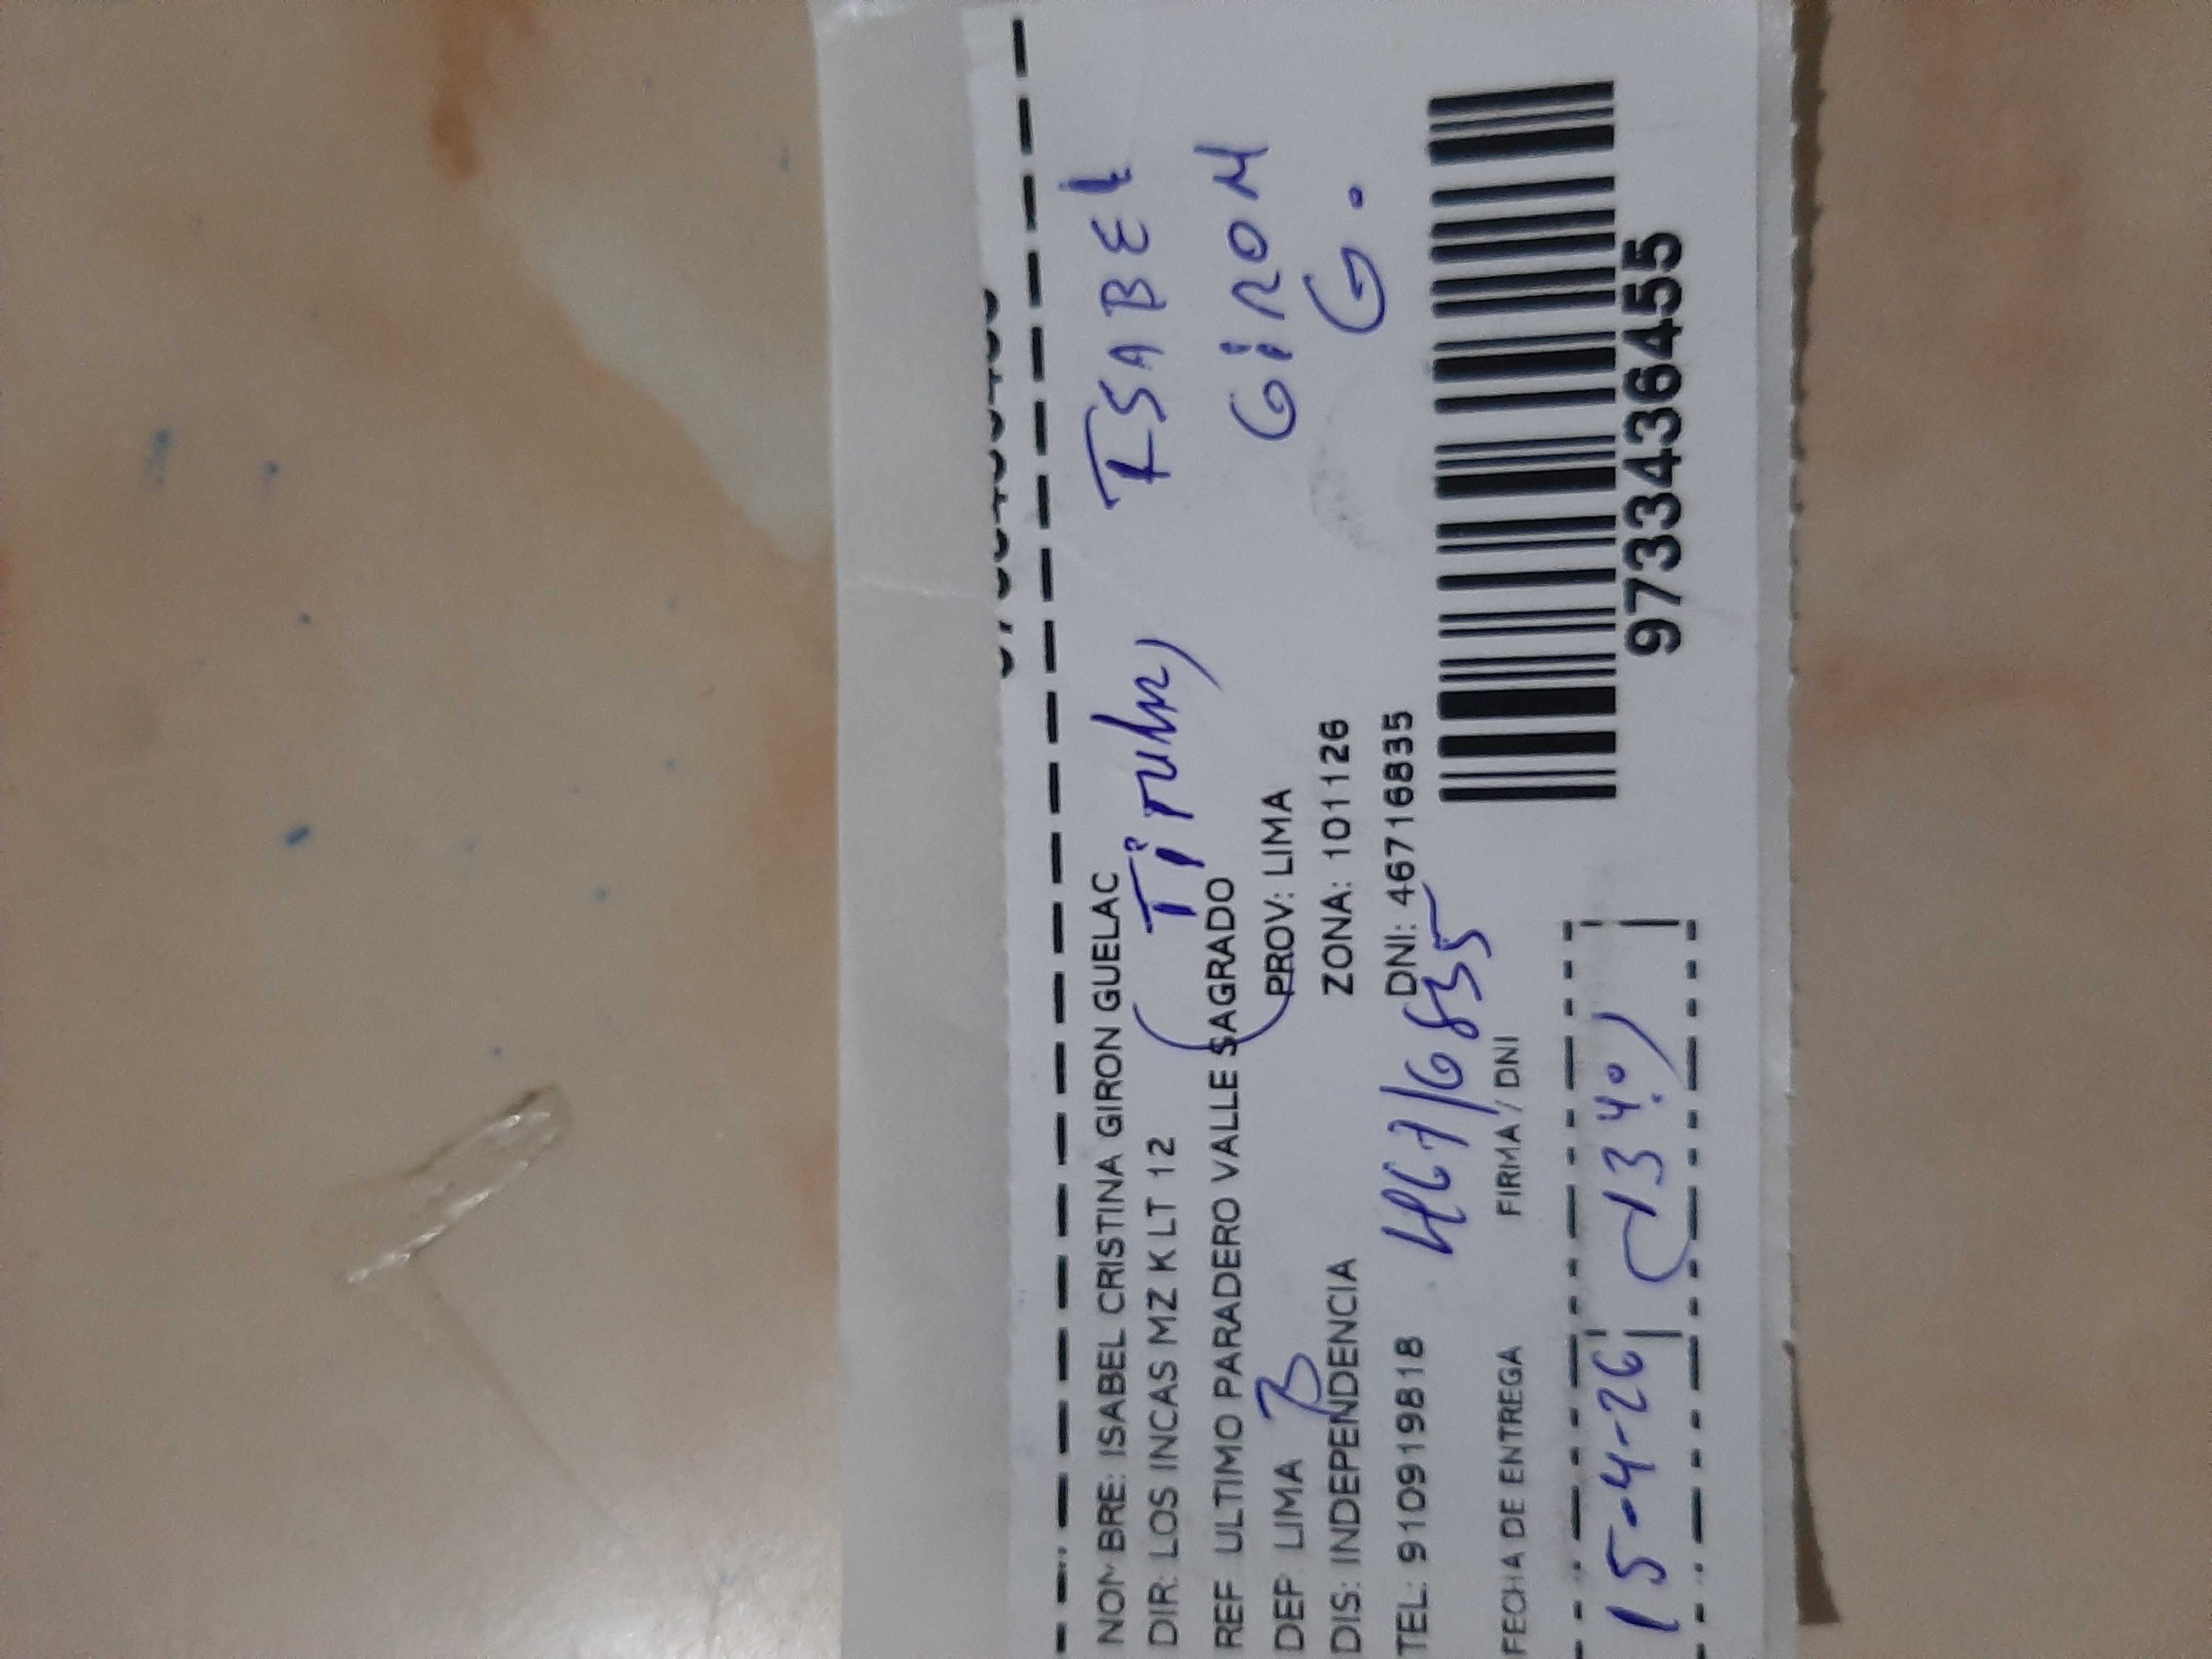 NOMBRE: ISABEL CRISTINA GIRON GUELAC
DIR: LOS INCAS MZ K LT 12
(Titular)
ISABEL
GIRON
G.
REF ULTIMO PARADERO VALLE SAGRADO
DEP LIMA PROV: LIMA
DIS: INDEPENDENCIA ZONA: 101126
TEL: 910919818 DNI: 46716835
46716835
FECHA DE ENTREGA FIRMA / DNI
15-4-26 (1340)
9733436455